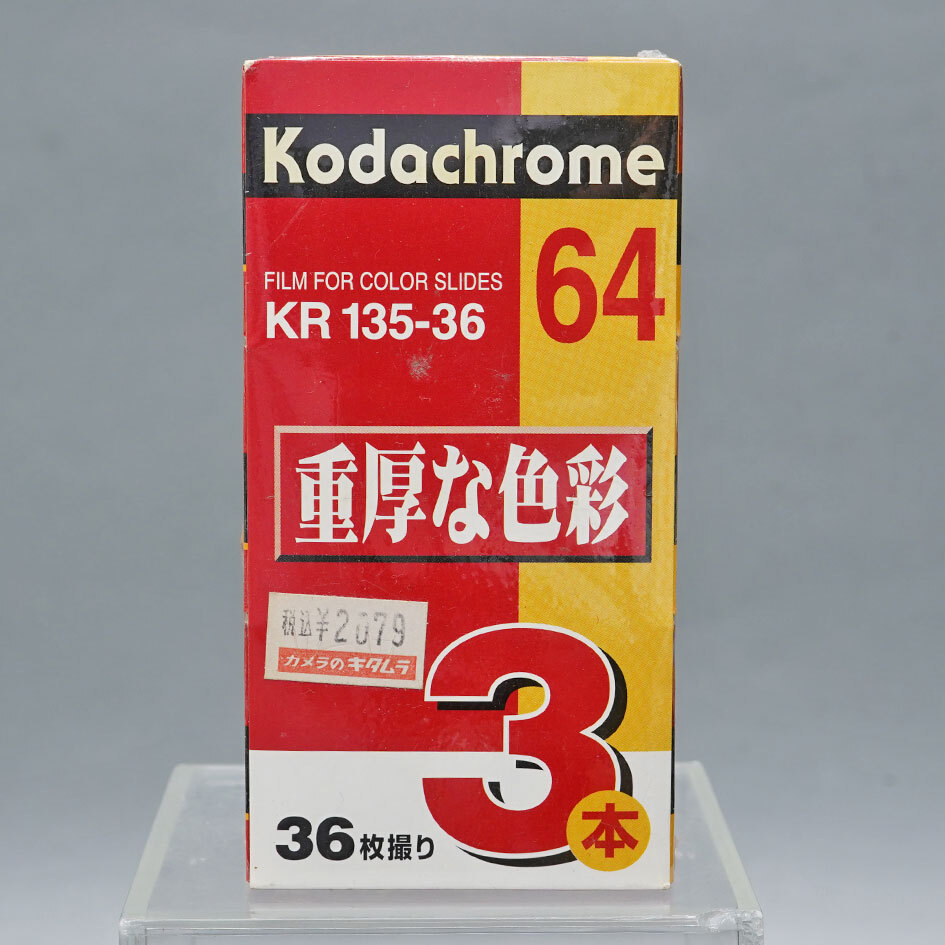 Kodachrome
64
FILM FOR COLOR SLIDES
KR 135-36
重厚な色彩
税込¥2079
カメラのキタムラ
3本
36枚撮り